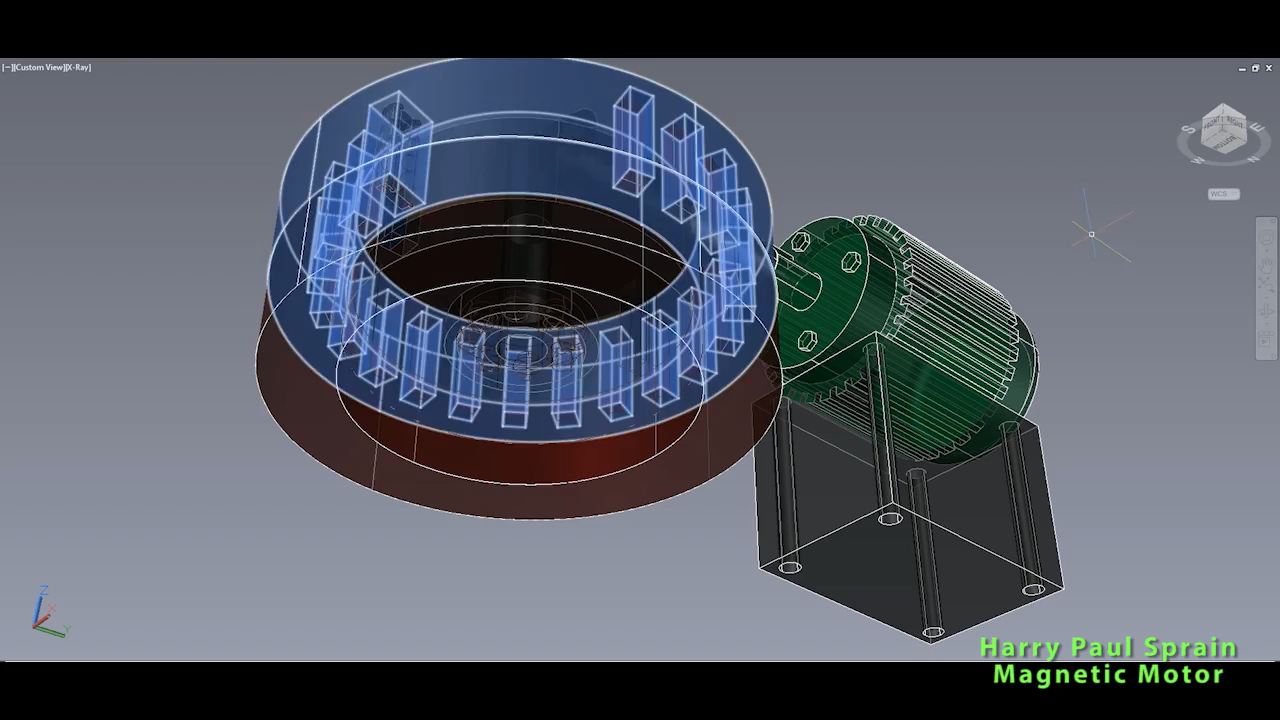 [−][Custom View][X-Ray]
S
E
W
N
WCS
Z
X
Y
Harry Paul Sprain
Magnetic Motor